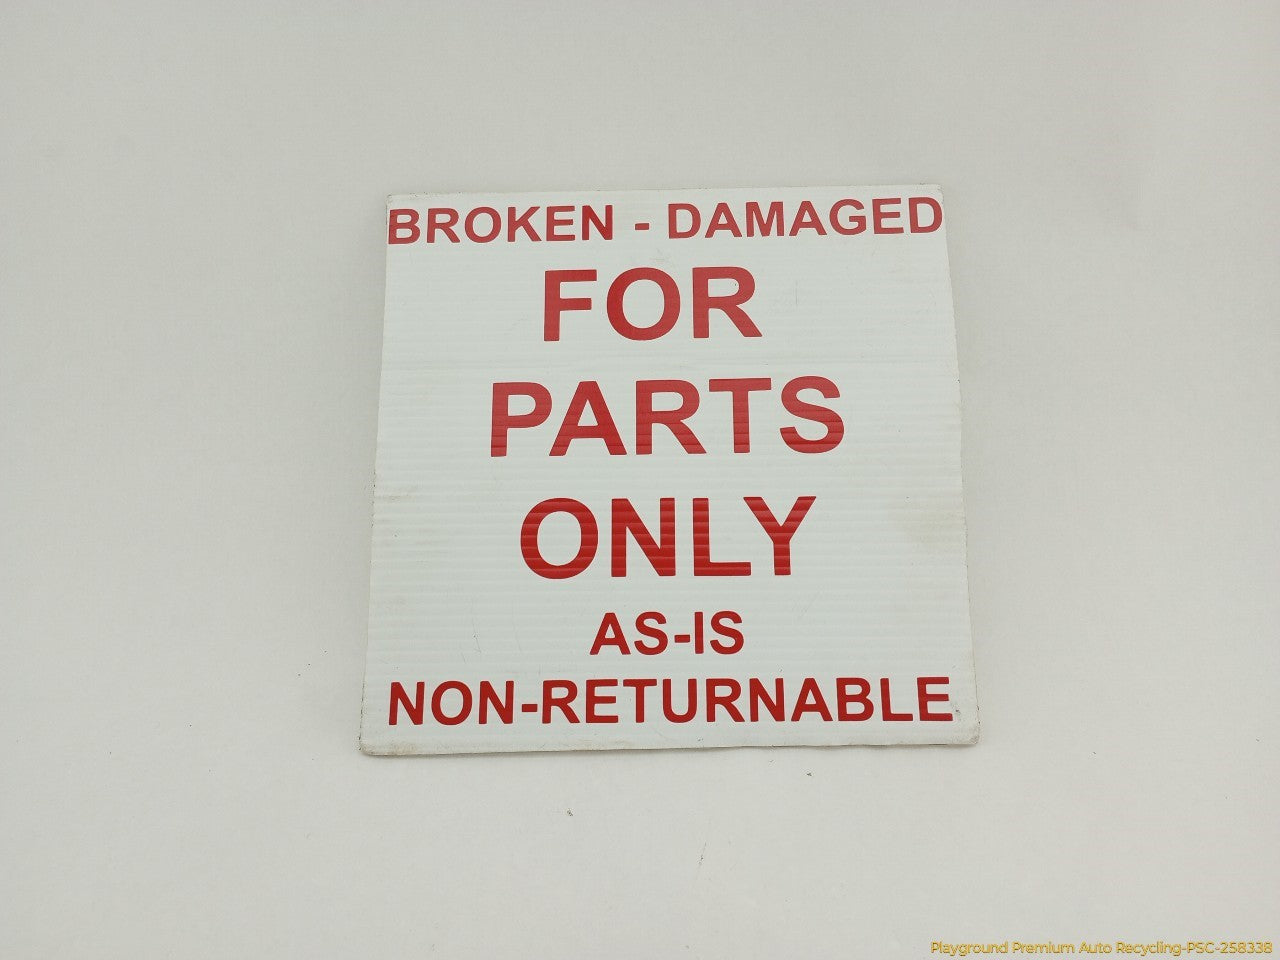 BROKEN - DAMAGED
FOR
PARTS
ONLY
AS-IS
NON-RETURNABLE
Playground Premium Auto Recycling-PSC-258338